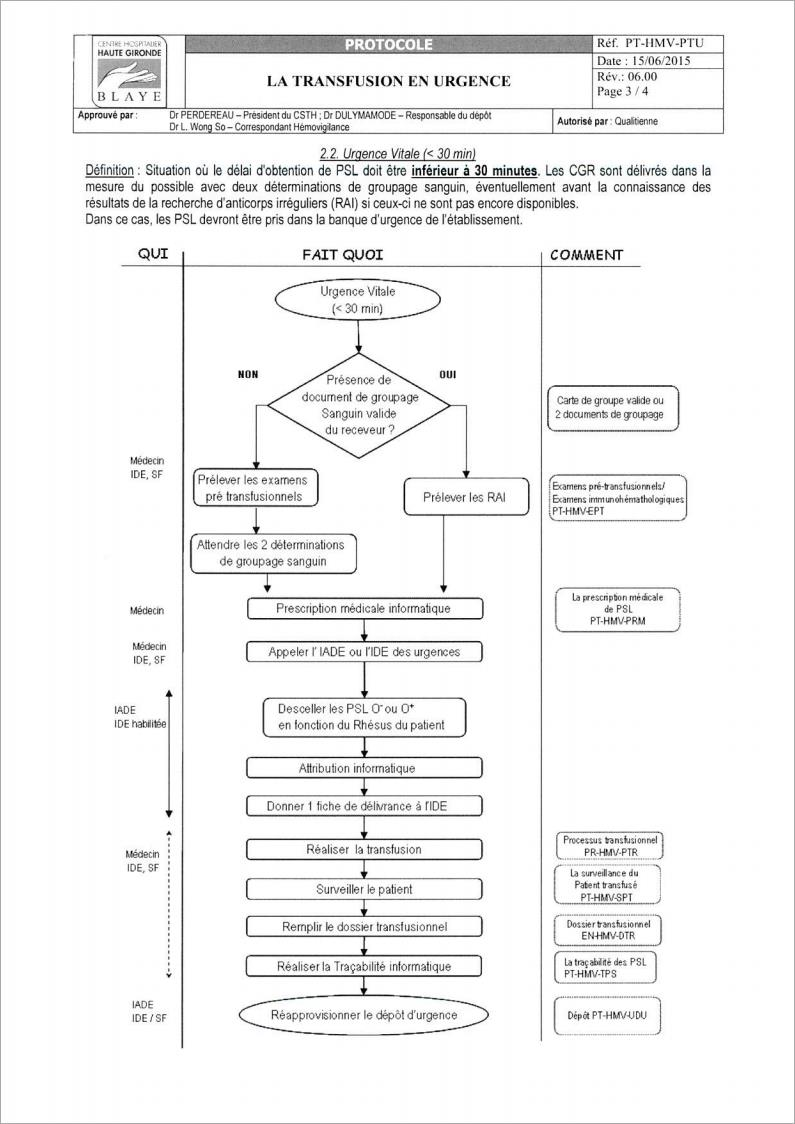 CENTRE HOSPITALIER
HAUTE GIRONDE
BLAYE
PROTOCOLE
LA TRANSFUSION EN URGENCE
Réf. PT-HMV-PTU
Date : 15/06/2015
Rév.: 06.00
Page 3 / 4
Approuvé par :
Dr PERDEREAU – Président du CSTH ; Dr DULYMAMODE – Responsable du dépôt
Dr L. Wong So – Correspondant Hémovigilance
Autorisé par : Qualitienne
2.2. Urgence Vitale (< 30 min)
Définition : Situation où le délai d'obtention de PSL doit être inférieur à 30 minutes. Les CGR sont délivrés dans la
mesure du possible avec deux déterminations de groupage sanguin, éventuellement avant la connaissance des
résultats de la recherche d'anticorps irréguliers (RAI) si ceux-ci ne sont pas encore disponibles.
Dans ce cas, les PSL devront être pris dans la banque d'urgence de l'établissement.
QUI
FAIT QUOI
COMMENT
Urgence Vitale
(< 30 min)
NON
OUI
Présence de
document de groupage
Sanguin valide
du receveur ?
Carte de groupe valide ou
2 documents de groupage
Médecin
IDE, SF
Prélever les examens
pré transfusionnels
Prélever les RAI
Examens pré-transfusionnels/
Examens immunohémathologiques
PT-HMV-EPT
Attendre les 2 déterminations
de groupage sanguin
Médecin
Prescription médicale informatique
La prescription médicale
de PSL
PT-HMV-PRM
Médecin
IDE, SF
Appeler l' IADE ou l'IDE des urgences
IADE
IDE habilitée
Desceller les PSL O- ou O+
en fonction du Rhésus du patient
Attribution informatique
Donner 1 fiche de délivrance à l'IDE
Médecin
IDE, SF
Réaliser la transfusion
Processus transfusionnel
PR-HMV-PTR
Surveiller le patient
La surveillance du
Patient transfusé
PT-HMV-SPT
Remplir le dossier transfusionnel
Dossier transfusionnel
EN-HMV-DTR
Réaliser la Traçabilité informatique
La traçabilité des PSL
PT-HMV-TPS
IADE
IDE / SF
Réapprovisionner le dépôt d'urgence
Dépôt PT-HMV-UDU